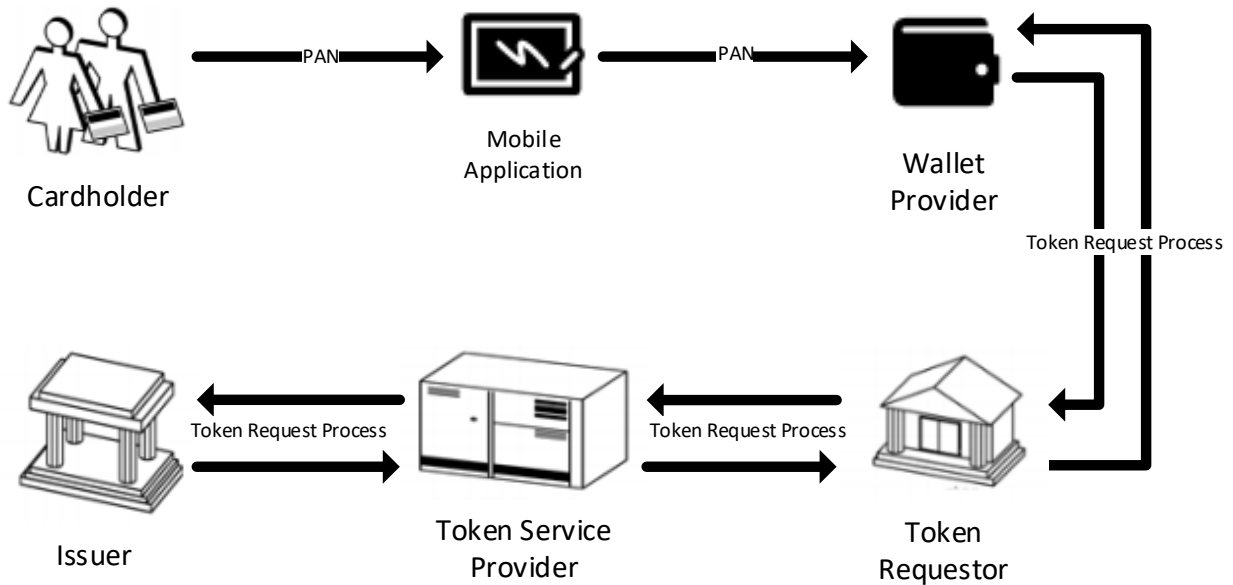 PAN
PAN
Mobile
Application
Cardholder
Wallet
Provider
Token Request Process
Token Request Process
Token Request Process
Issuer
Token Service
Provider
Token
Requestor